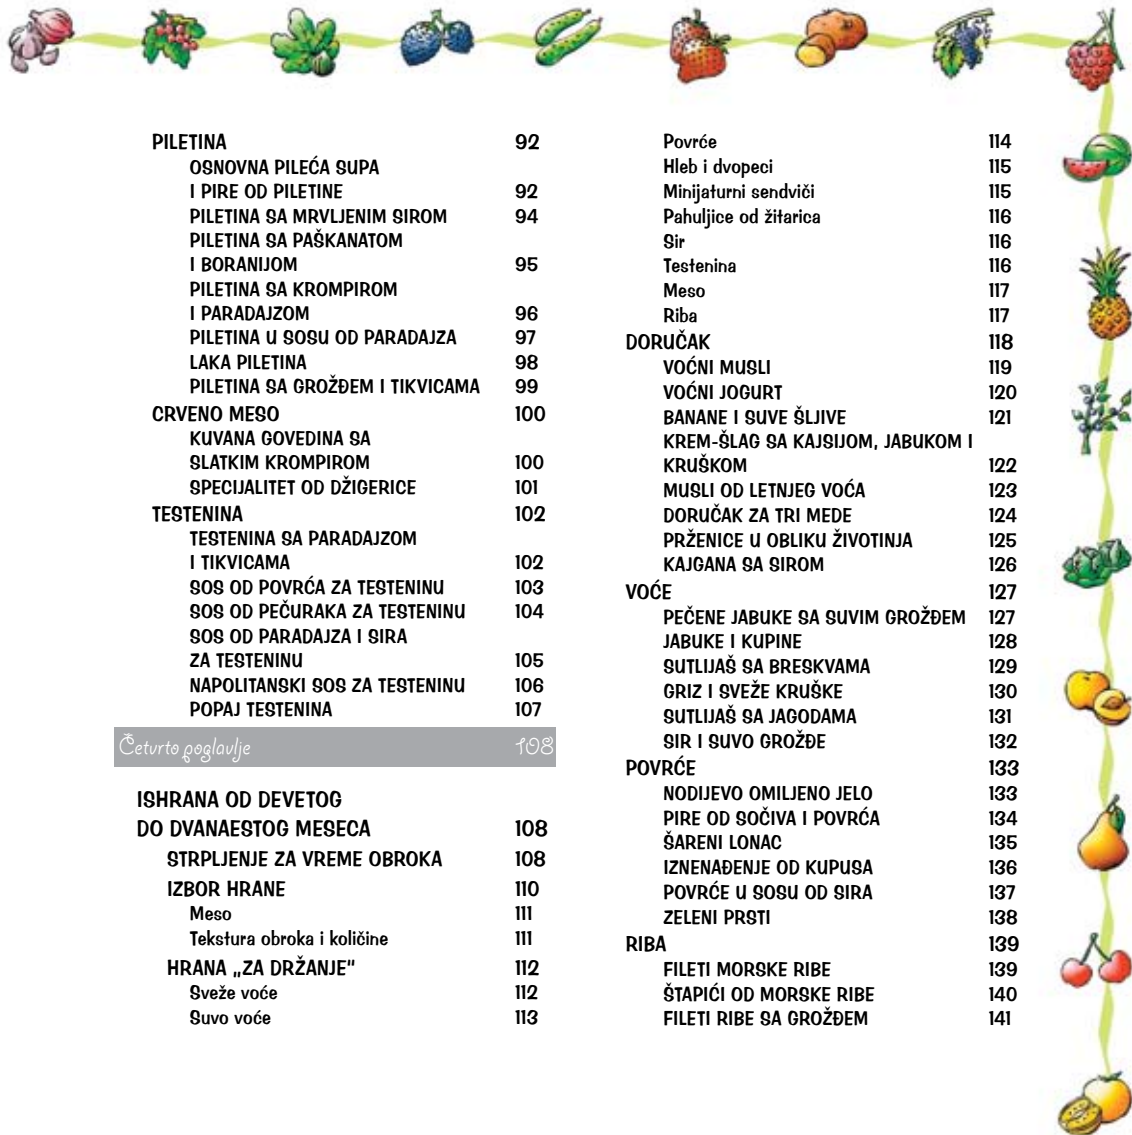 PILETINA 92
OSNOVNA PILEĆA SUPA
I PIRE OD PILETINE 92
PILETINA SA MRVLJENIM SIROM 94
PILETINA SA PAŠKANATOM
I BORANIJOM 95
PILETINA SA KROMPIROM
I PARADAJZOM 96
PILETINA U SOSU OD PARADAJZA 97
LAKA PILETINA 98
PILETINA SA GROŽĐEM I TIKVICAMA 99
CRVENO MESO 100
KUVANA GOVEDINA SA
SLATKIM KROMPIROM 100
SPECIJALITET OD DŽIGERICE 101
TESTENINA 102
TESTENINA SA PARADAJZOM
I TIKVICAMA 102
SOS OD POVRĆA ZA TESTENINU 103
SOS OD PEČURAKA ZA TESTENINU 104
SOS OD PARADAJZA I SIRA
ZA TESTENINU 105
NAPOLITANSKI SOS ZA TESTENINU 106
POPAJ TESTENINA 107
Četurto poglavlje 108
ISHRANA OD DEVETOG
DO DVANAESTOG MESECA 108
STRPLJENJE ZA VREME OBROKA 108
IZBOR HRANE 110
Meso 111
Tekstura obroka i količine 111
HRANA „ZA DRŽANJE“ 112
Sveže voće 112
Suvo voće 113
Povrće 114
Hleb i dvopeci 115
Minijaturni sendviči 115
Pahuljice od žitarica 116
Sir 116
Testenina 116
Meso 117
Riba 117
DORUČAK 118
VOĆNI MUSLI 119
VOĆNI JOGURT 120
BANANE I SUVE ŠLJIVE 121
KREM-ŠLAG SA KAJSIJOM, JABUKOM I
KRUŠKOM 122
MUSLI OD LETNJEG VOĆA 123
DORUČAK ZA TRI MEDE 124
PRŽENICE U OBLIKU ŽIVOTINJA 125
KAJGANA SA SIROM 126
VOĆE 127
PEČENE JABUKE SA SUVIM GROŽĐEM 127
JABUKE I KUPINE 128
SUTLIJAŠ SA BRESKVAMA 129
GRIZ I SVEŽE KRUŠKE 130
SUTLIJAŠ SA JAGODAMA 131
SIR I SUVO GROŽĐE 132
POVRĆE 133
NODIJEVO OMILJENO JELO 133
PIRE OD SOČIVA I POVRĆA 134
ŠARENI LONAC 135
IZNENAĐENJE OD KUPUSA 136
POVRĆE U SOSU OD SIRA 137
ZELENI PRSTI 138
RIBA 139
FILETI MORSKE RIBE 139
ŠTAPIĆI OD MORSKE RIBE 140
FILETI RIBE SA GROŽĐEM 141